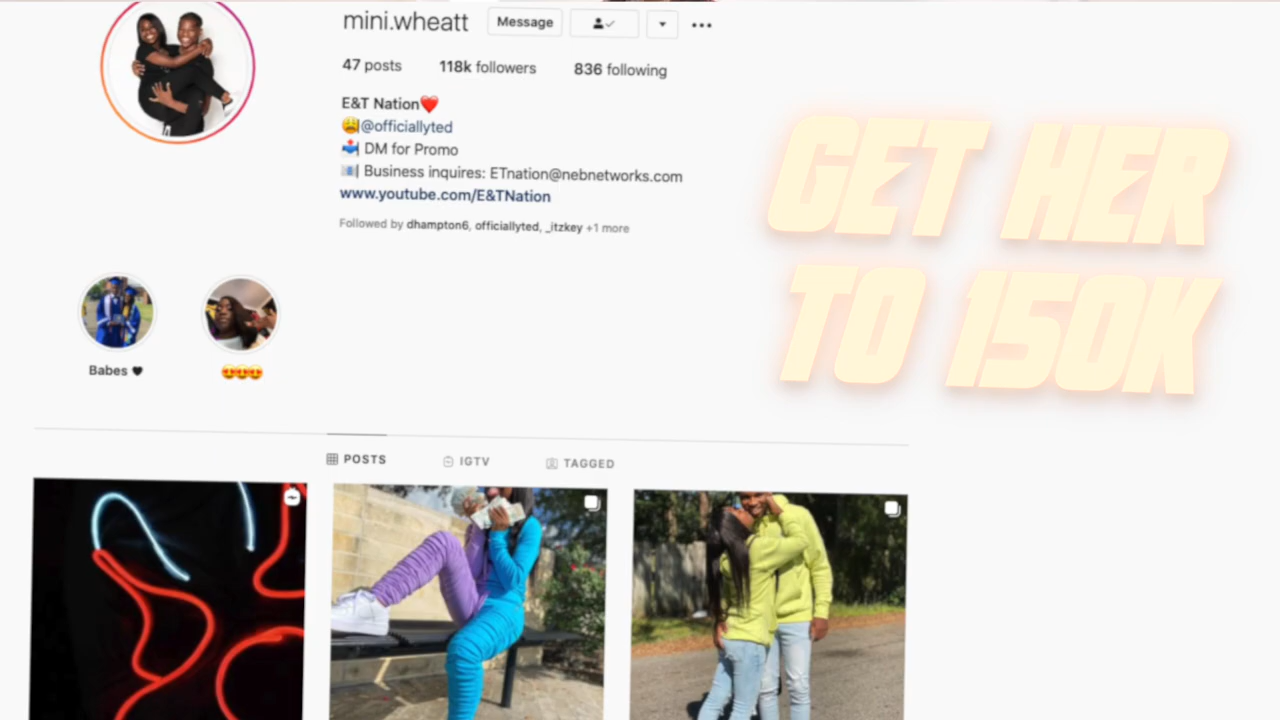 mini.wheatt Message
47 posts 118k followers 836 following
E&T Nation❤️
😩@officiallyted
📬 DM for Promo
📧 Business inquires: ETnation@nebnetworks.com
www.youtube.com/E&TNation
Followed by dhampton6, officiallyted, _itzkey +1 more
GET HER
TO 150K
Babes 🖤 😍😍😍
POSTS IGTV TAGGED